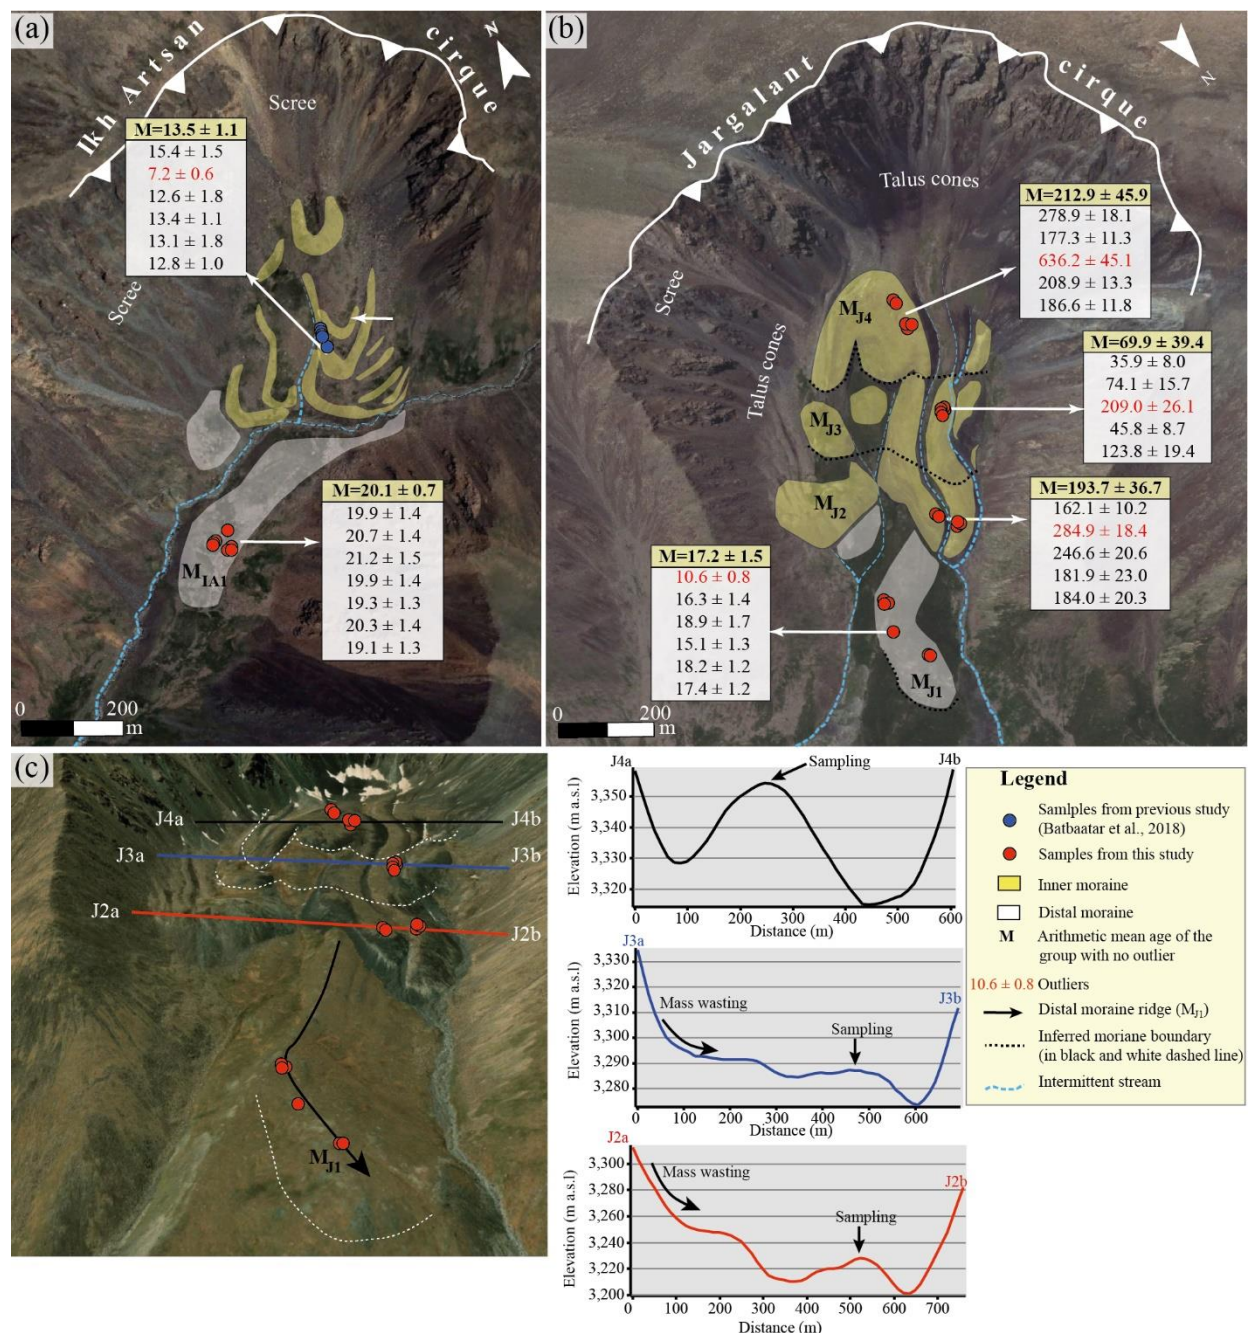 (a)
Ikh Artsan cirque
N
Scree
Scree
M=13.5 ± 1.1
15.4 ± 1.5
7.2 ± 0.6
12.6 ± 1.8
13.4 ± 1.1
13.1 ± 1.8
12.8 ± 1.0
M=20.1 ± 0.7
19.9 ± 1.4
20.7 ± 1.4
21.2 ± 1.5
19.9 ± 1.4
19.3 ± 1.3
20.3 ± 1.4
19.1 ± 1.3
M_IA1
0 200
m
(b)
Jargalant cirque
N
Talus cones
Scree
Talus cones
M=212.9 ± 45.9
278.9 ± 18.1
177.3 ± 11.3
636.2 ± 45.1
208.9 ± 13.3
186.6 ± 11.8
M_J4
M=69.9 ± 39.4
35.9 ± 8.0
74.1 ± 15.7
209.0 ± 26.1
45.8 ± 8.7
123.8 ± 19.4
M_J3
M=193.7 ± 36.7
162.1 ± 10.2
284.9 ± 18.4
246.6 ± 20.6
181.9 ± 23.0
184.0 ± 20.3
M_J2
M=17.2 ± 1.5
10.6 ± 0.8
16.3 ± 1.4
18.9 ± 1.7
15.1 ± 1.3
18.2 ± 1.2
17.4 ± 1.2
M_J1
0 200
m
(c)
J4a J4b
J3a J3b
J2a J2b
M_J1
J4a J4b
Sampling
Elevation (m a.s.l)
3,350
3,340
3,330
3,320
0 100 200 300 400 500 600
Distance (m)
J3a
J3b
Mass wasting
Sampling
Elevation (m a.s.l)
3,330
3,310
3,300
3,290
3,280
0 100 200 300 400 500 600
Distance (m)
J2a
J2b
Mass wasting
Sampling
Elevation (m a.s.l)
3,300
3,280
3,260
3,240
3,220
3,200
0 100 200 300 400 500 600 700
Distance (m)
Legend
Samlples from previous study
(Batbaatar et al., 2018)
Samples from this study
Inner moraine
Distal moraine
M Arithmetic mean age of the
group with no outlier
10.6 ± 0.8 Outliers
Distal moraine ridge (M_J1)
Inferred moriane boundary
(in black and white dashed line)
Intermittent stream